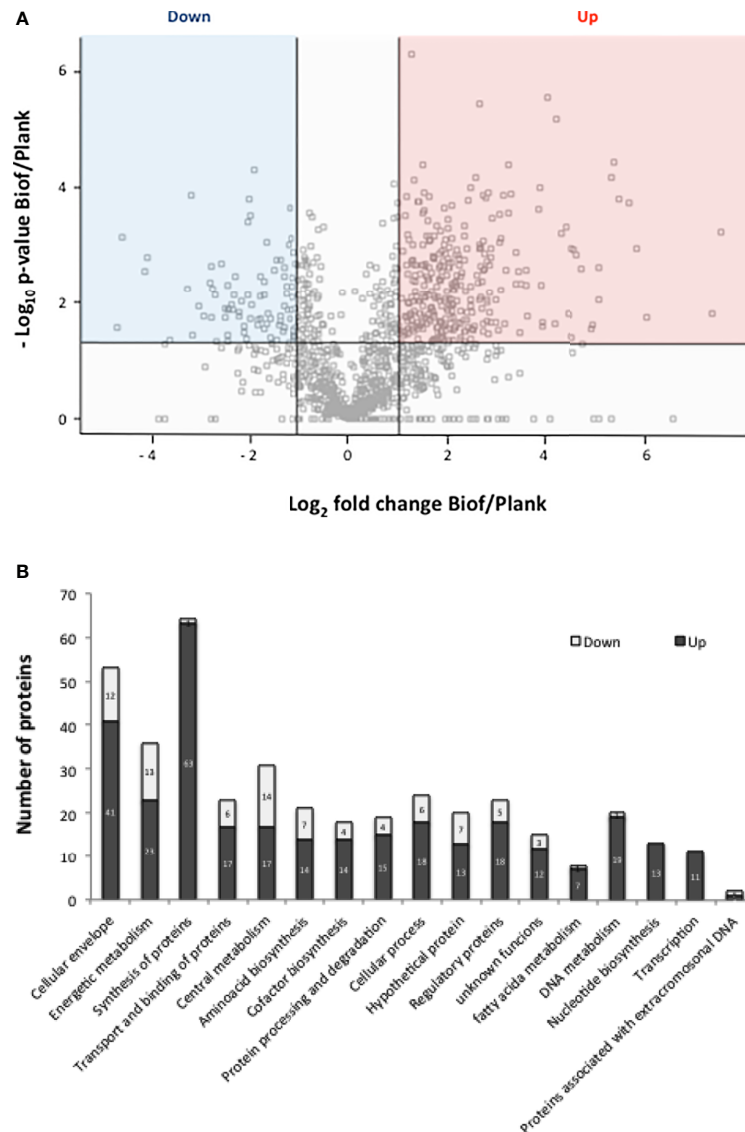 A
Down
Up
- Log10 p-value Biof/Plank
6
4
2
0
- 4
- 2
0
2
4
6
Log2 fold change Biof/Plank
B
Number of proteins
70
60
50
40
30
20
10
0
Down
Up
12
41
13
23
63
6
17
14
17
7
14
4
14
4
15
6
18
7
13
5
18
3
12
7
19
13
11
Cellular envelope
Energetic metabolism
Synthesis of proteins
Transport and binding of proteins
Central metabolism
Aminoacid biosynthesis
Cofactor biosynthesis
Protein processing and degradation
Cellular process
Hypothetical protein
Regulatory proteins
unknown funcions
fatty acida metabolism
DNA metabolism
Nucleotide biosynthesis
Transcription
Proteins associated with extracromosomal DNA